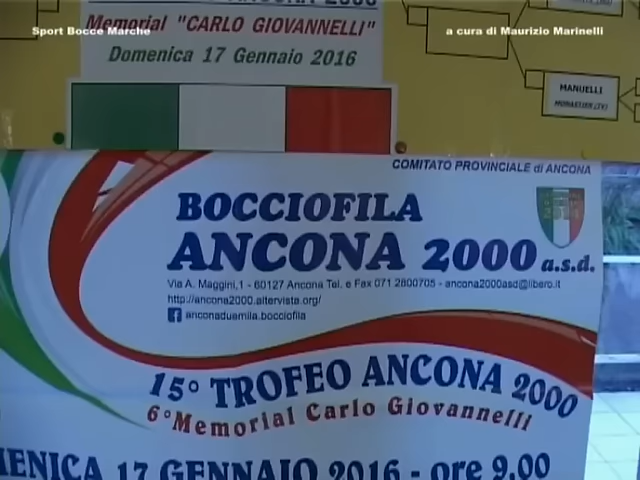 Sport Bocce Marche
a cura di Maurizio Marinelli
Memorial "CARLO GIOVANNELLI"
Domenica 17 Gennaio 2016
MANUELLI
COMITATO PROVINCIALE di ANCONA
BOCCIOFILA
ANCONA 2000 a.s.d.
Via A. Maggini,1 - 60127 Ancona Tel. e Fax 071 2800705 - ancona2000asd@libero.it
http://ancona2000.altervista.org/
anconaduemila.bocciofila
15° TROFEO ANCONA 2000
6° Memorial Carlo Giovannelli
ENICA 17 GENNAIO 2016 - ore 9,00